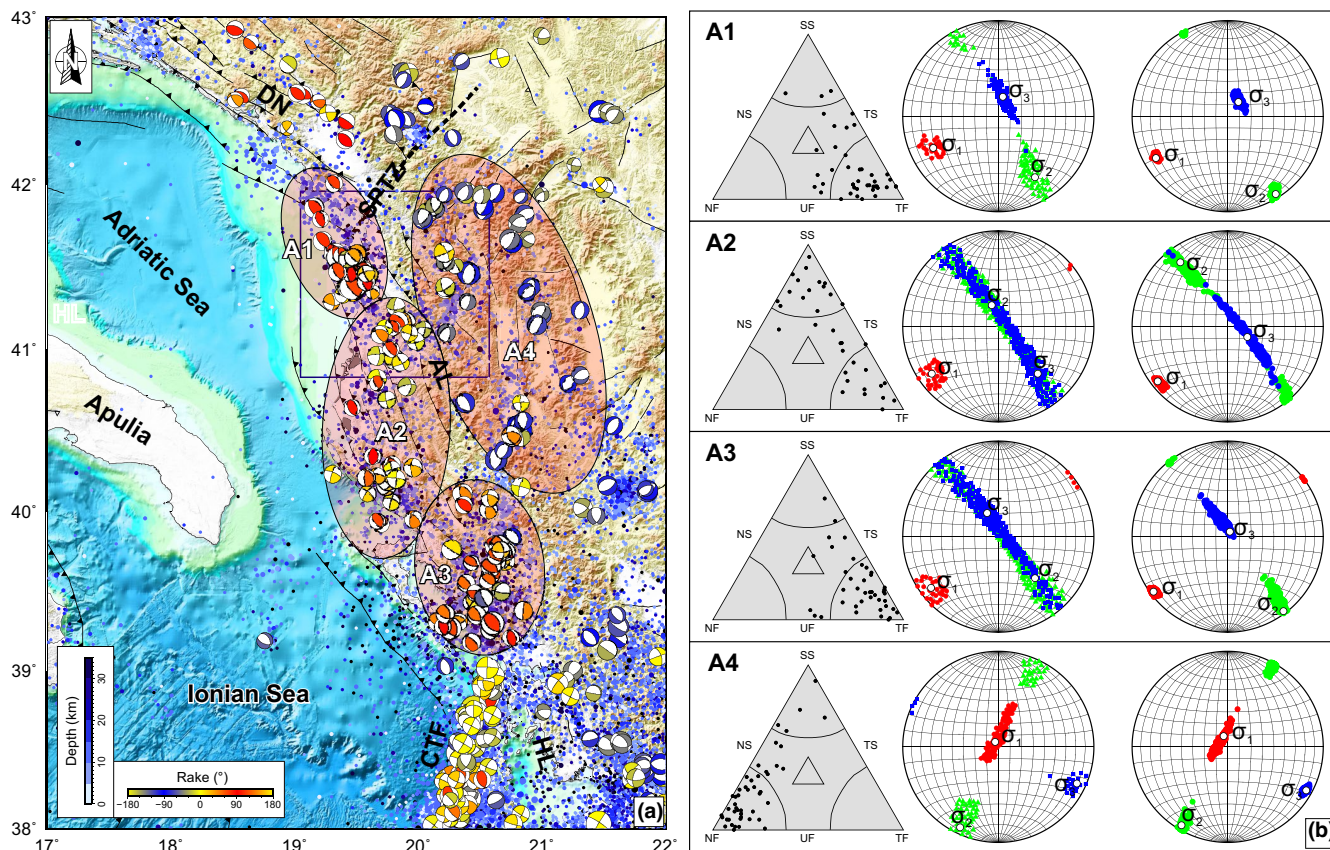 43˚
42˚
41˚
40˚
39˚
38˚
17˚
18˚
19˚
20˚
21˚
22˚
DN
SPTZ
A1
Adriatic Sea
HL
A4
AL
Apulia
A2
A3
Ionian Sea
CTF
HL
Depth (km)
0
10
20
30
Rake (°)
−180
−90
0
90
180
(a)
A1
SS
NS
TS
NF
UF
TF
σ3
σ1
σ2
σ3
σ1
σ2
A2
SS
NS
TS
NF
UF
TF
σ2
σ1
σ3
σ2
σ3
σ1
A3
SS
NS
TS
NF
UF
TF
σ3
σ2
σ1
σ3
σ1
σ2
A4
SS
NS
TS
NF
UF
TF
σ1
σ
σ2
σ1
σ3
σ2
(b)